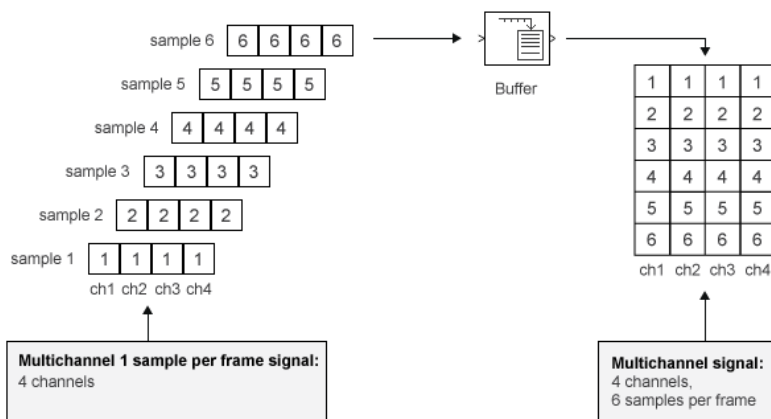 sample 6 6 6 6 6
sample 5 5 5 5 5
sample 4 4 4 4 4
sample 3 3 3 3 3
sample 2 2 2 2 2
sample 1 1 1 1 1
ch1 ch2 ch3 ch4
Multichannel 1 sample per frame signal:
4 channels
Buffer
1 1 1 1
2 2 2 2
3 3 3 3
4 4 4 4
5 5 5 5
6 6 6 6
ch1 ch2 ch3 ch4
Multichannel signal:
4 channels,
6 samples per frame